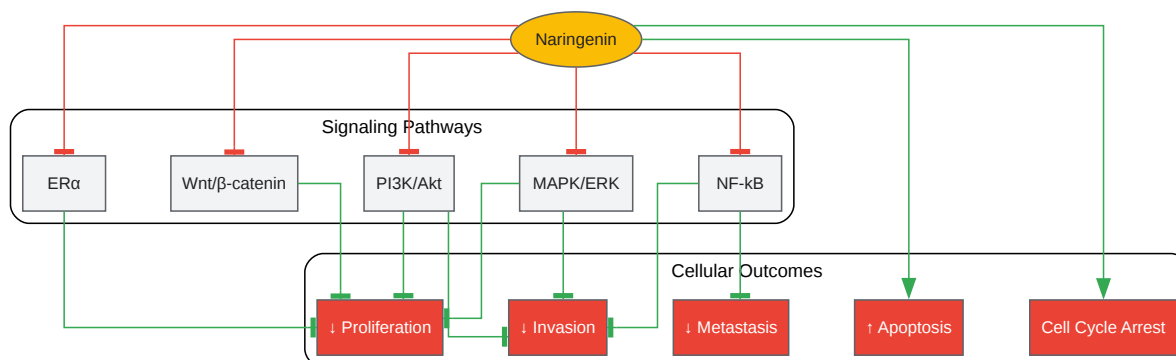 Naringenin
Signaling Pathways
ERα
Wnt/β-catenin
PI3K/Akt
MAPK/ERK
NF-kB
Cellular Outcomes
↓ Proliferation
↓ Invasion
↓ Metastasis
↑ Apoptosis
Cell Cycle Arrest